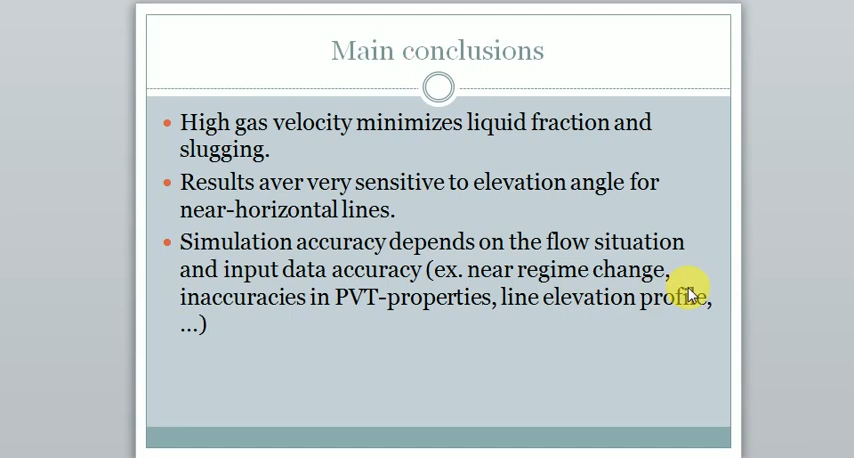 Main conclusions
High gas velocity minimizes liquid fraction and
slugging.
Results aver very sensitive to elevation angle for
near-horizontal lines.
Simulation accuracy depends on the flow situation
and input data accuracy (ex. near regime change,
inaccuracies in PVT-properties, line elevation profile,
...)